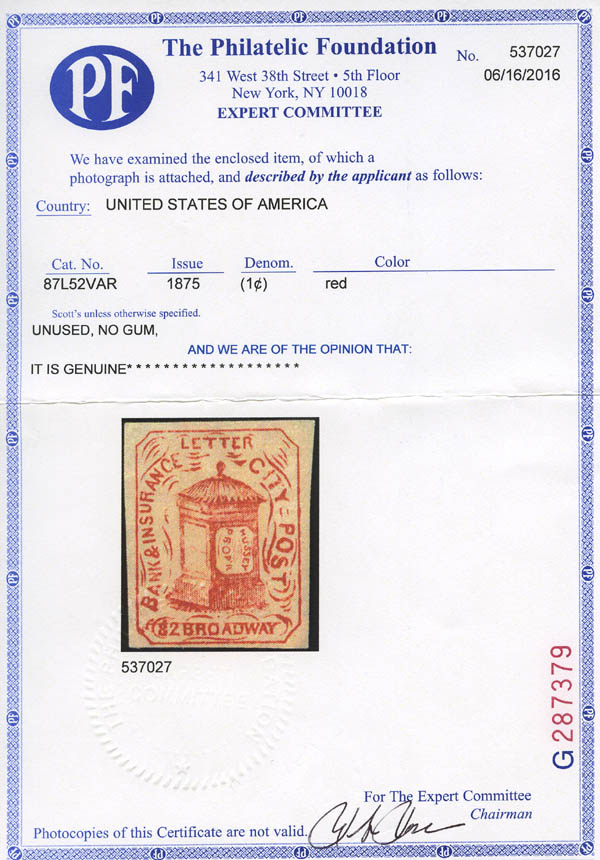 PF
The Philatelic Foundation
341 West 38th Street • 5th Floor
New York, NY 10018
EXPERT COMMITTEE
No. 537027
06/16/2016
We have examined the enclosed item, of which a
photograph is attached, and described by the applicant as follows:
Country: UNITED STATES OF AMERICA
Cat. No. Issue Denom. Color
87L52VAR 1875 (1¢) red
Scott's unless otherwise specified.
UNUSED, NO GUM,
AND WE ARE OF THE OPINION THAT:
IT IS GENUINE* * * * * * * * * * * * * * * * * * * *
LETTER
BANK & INSURANCE
CITY-POST
HUSSEY
PROPR
82 BROADWAY
537027
G 287379
For The Expert Committee
Chairman
Photocopies of this Certificate are not valid.